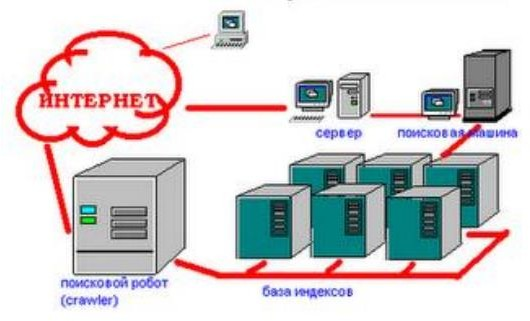 ИНТЕРНЕТ
сервер
поисковая машина
поисковой робот
(crawler)
база индексов